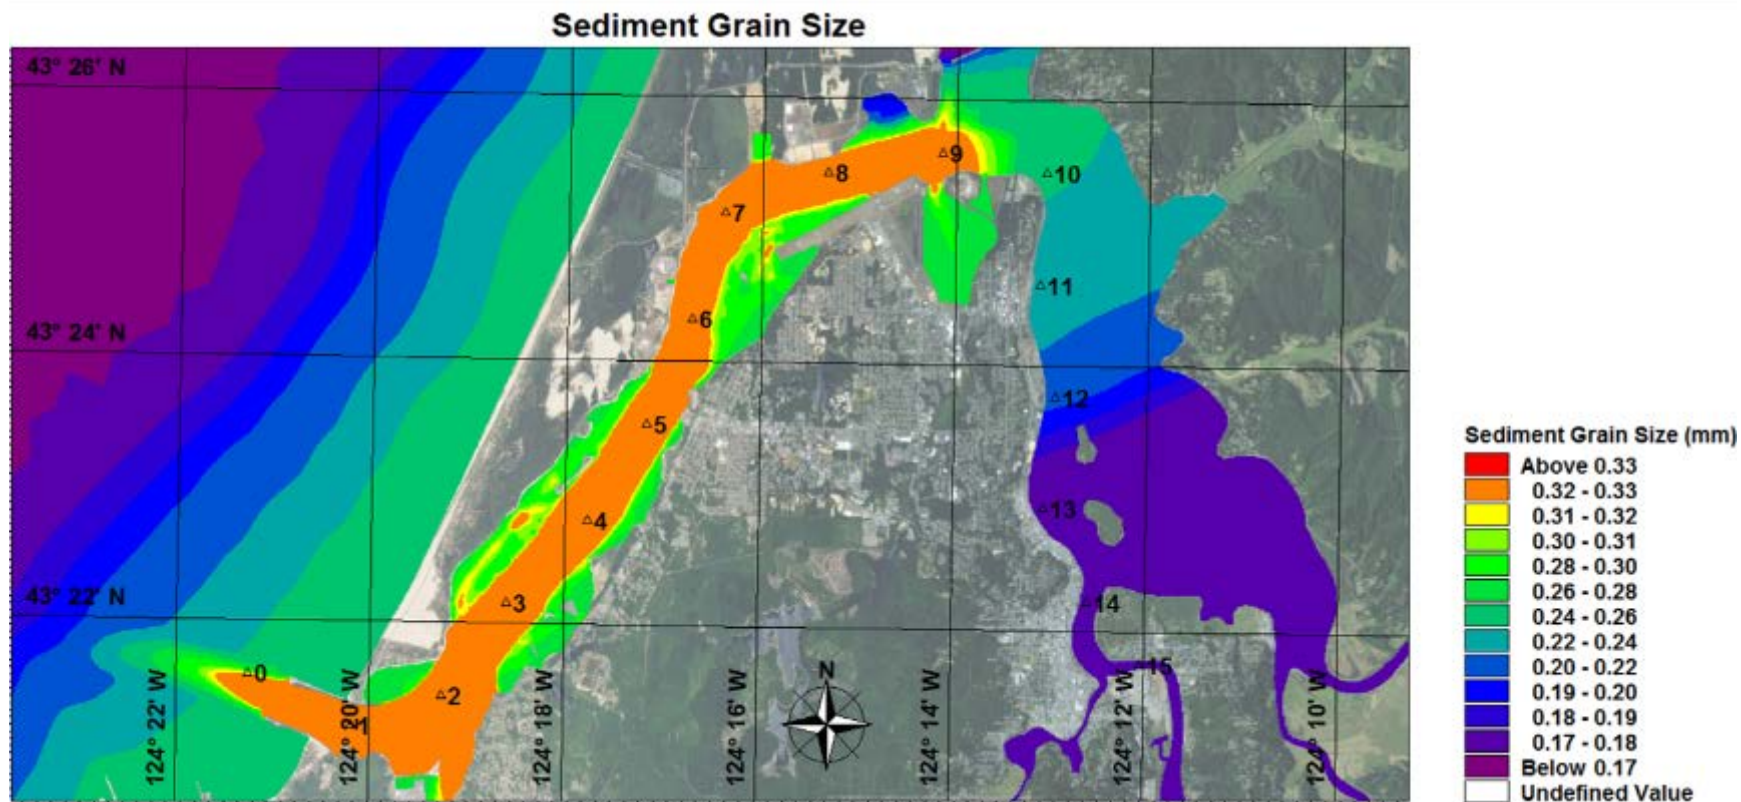 Sediment Grain Size
43° 26' N
43° 24' N
43° 22' N
9
8
10
7
11
6
12
5
13
4
14
3
15
0
2
1
N
124° 22' W
124° 20' W
124° 18' W
124° 16' W
124° 14' W
124° 12' W
124° 10' W
Sediment Grain Size (mm)
Above 0.33
0.32 - 0.33
0.31 - 0.32
0.30 - 0.31
0.28 - 0.30
0.26 - 0.28
0.24 - 0.26
0.22 - 0.24
0.20 - 0.22
0.19 - 0.20
0.18 - 0.19
0.17 - 0.18
Below 0.17
Undefined Value